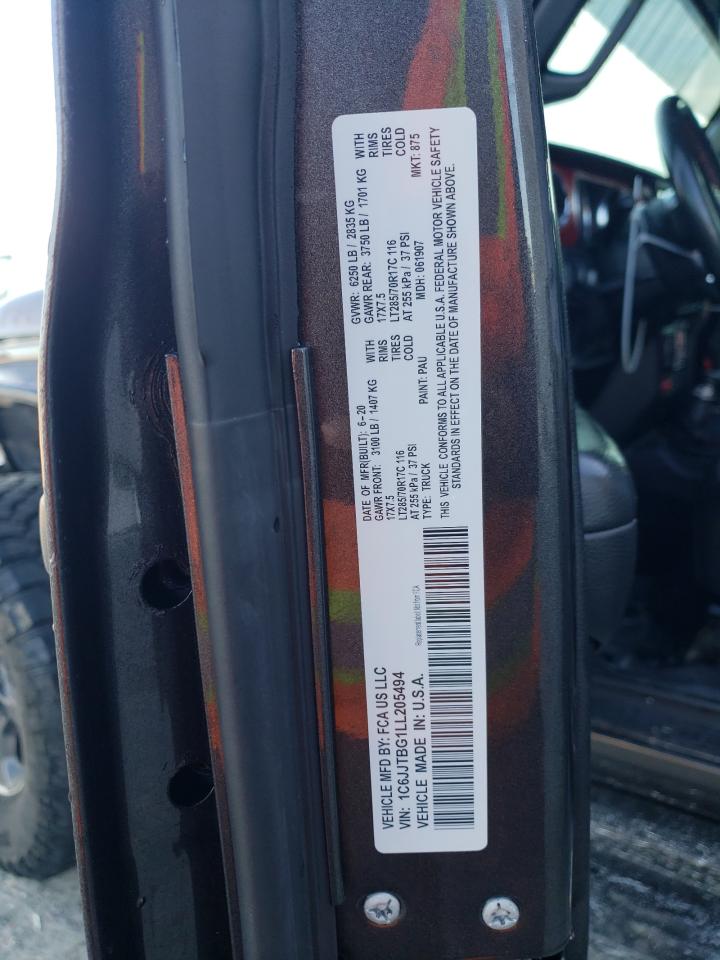 VEHICLE MFD BY: FCA US LLC
VIN: 1C6JJTBG1LL205494
VEHICLE MADE IN: U.S.A.
DATE OF MFR(BUILT): 6-20 GVWR: 6250 LB / 2835 KG
GAWR FRONT: 3100 LB / 1407 KG WITH GAWR REAR: 3750 LB / 1701 KG WITH
17X7.5 RIMS 17X7.5 RIMS
LT285/70R17C 116 TIRES LT285/70R17C 116 TIRES
AT 255 kPa / 37 PSI COLD AT 255 kPa / 37 PSI COLD
TYPE: TRUCK PAINT: PAU MDH: 061907 MKT: 875
THIS VEHICLE CONFORMS TO ALL APPLICABLE U.S.A. FEDERAL MOTOR VEHICLE SAFETY
STANDARDS IN EFFECT ON THE DATE OF MANUFACTURE SHOWN ABOVE.